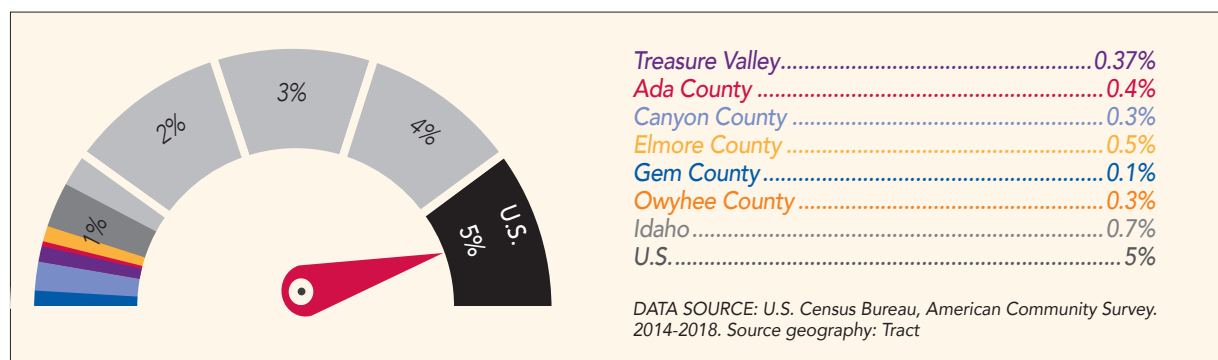 1%
2%
3%
4%
U.S.
5%
Treasure Valley........................................................0.37%
Ada County ..............................................................0.4%
Canyon County ........................................................0.3%
Elmore County .........................................................0.5%
Gem County.............................................................0.1%
Owyhee County .......................................................0.3%
Idaho.........................................................................0.7%
U.S................................................................................5%
DATA SOURCE: U.S. Census Bureau, American Community Survey.
2014-2018. Source geography: Tract